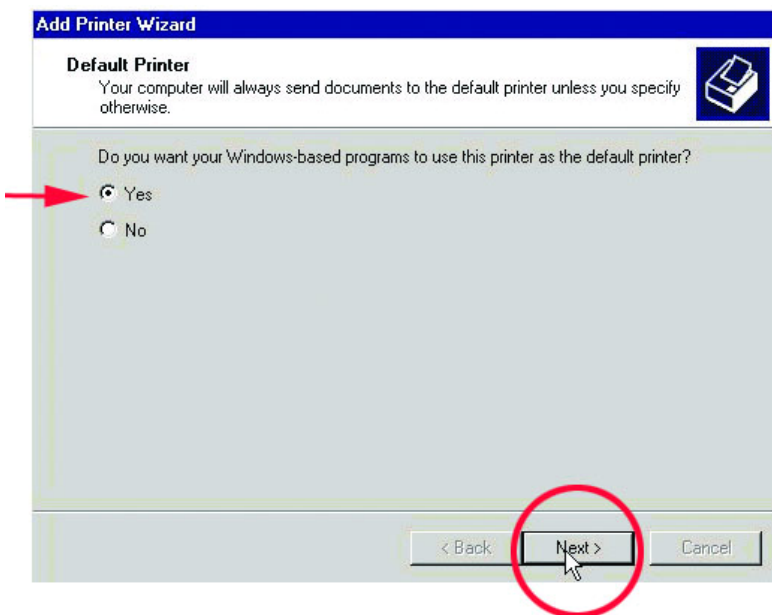 Add Printer Wizard
Default Printer
Your computer will always send documents to the default printer unless you specify
otherwise.
Do you want your Windows-based programs to use this printer as the default printer?
Yes
No
< Back
Next >
Cancel